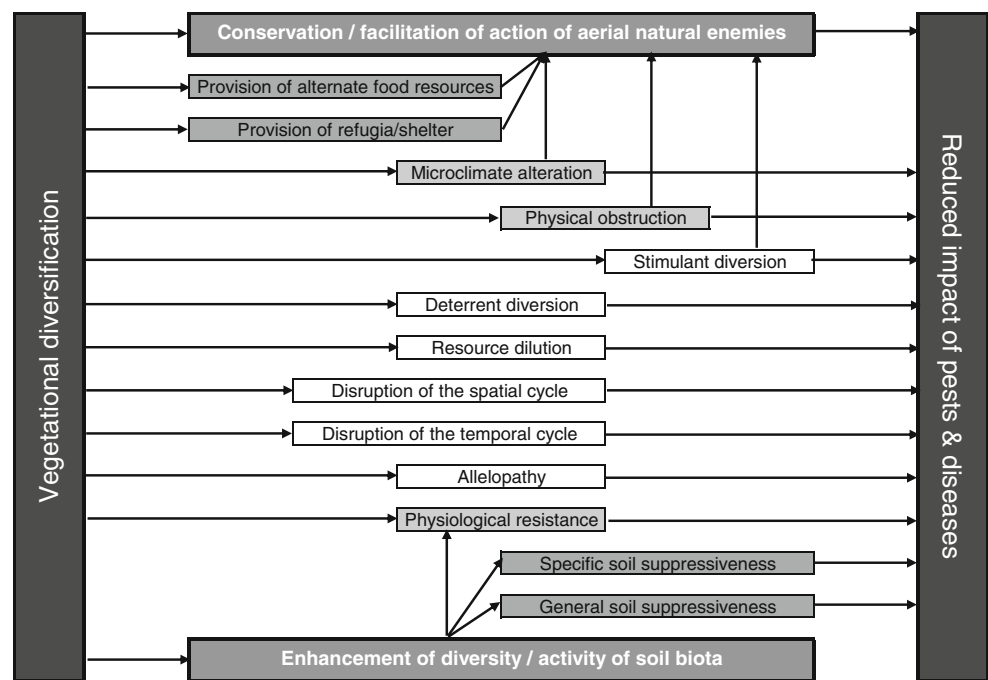 Vegetational diversification
Conservation / facilitation of action of aerial natural enemies
Provision of alternate food resources
Provision of refugia/shelter
Microclimate alteration
Physical obstruction
Stimulant diversion
Deterrent diversion
Resource dilution
Disruption of the spatial cycle
Disruption of the temporal cycle
Allelopathy
Physiological resistance
Specific soil suppressiveness
General soil suppressiveness
Enhancement of diversity / activity of soil biota
Reduced impact of pests & diseases